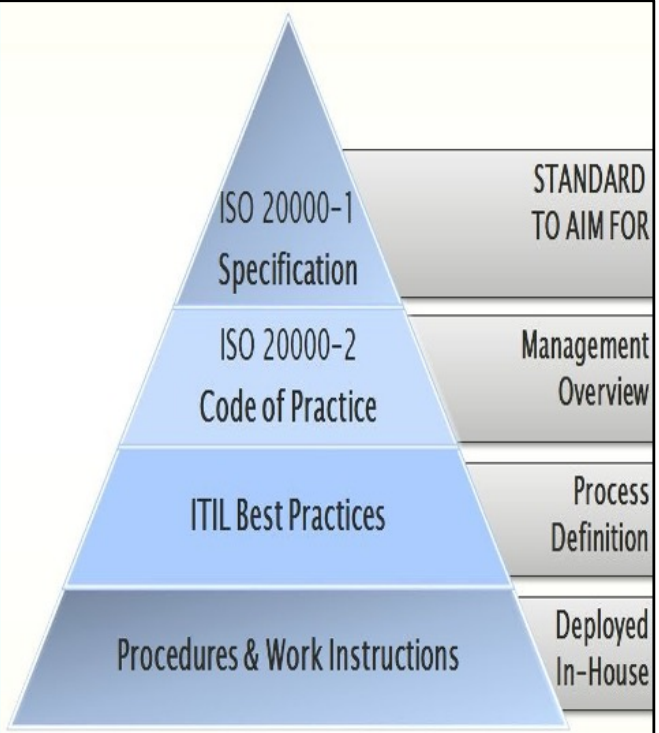 ISO 20000-1
Specification
STANDARD
TO AIM FOR
ISO 20000-2
Code of Practice
Management
Overview
ITIL Best Practices
Process
Definition
Procedures & Work Instructions
Deployed
In-House